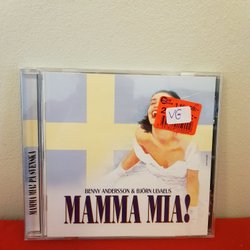 VG
BENNY ANDERSSON & BJÖRN ULVAEUS
MAMMA MIA!
MAMMA MIA! PÅ SVENSKA